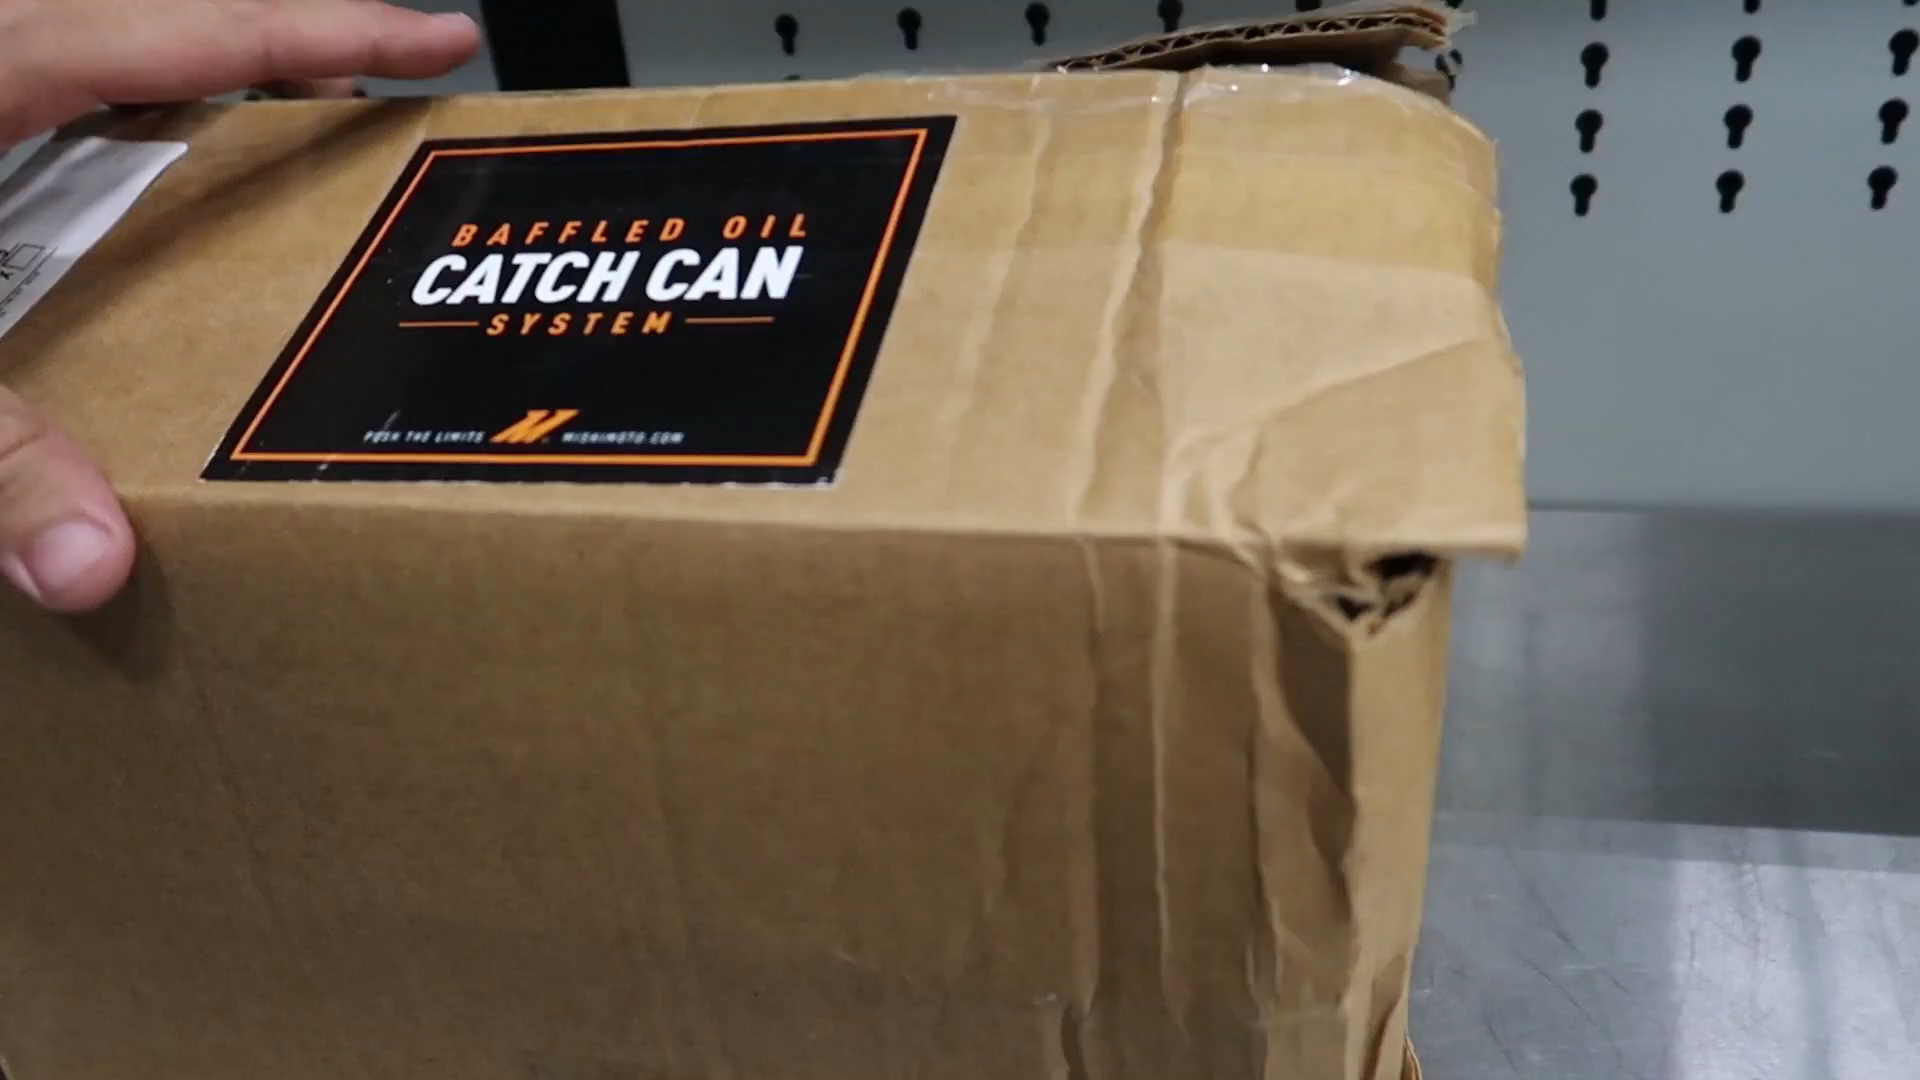 BAFFLED OIL
CATCH CAN
SYSTEM
PUSH THE LIMITS MISHIMOTO.COM